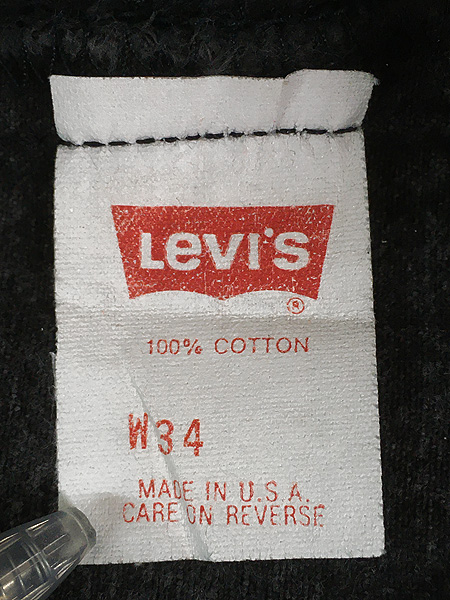 Levi's
®
100% COTTON
W34
MADE IN U.S.A.
CARE ON REVERSE